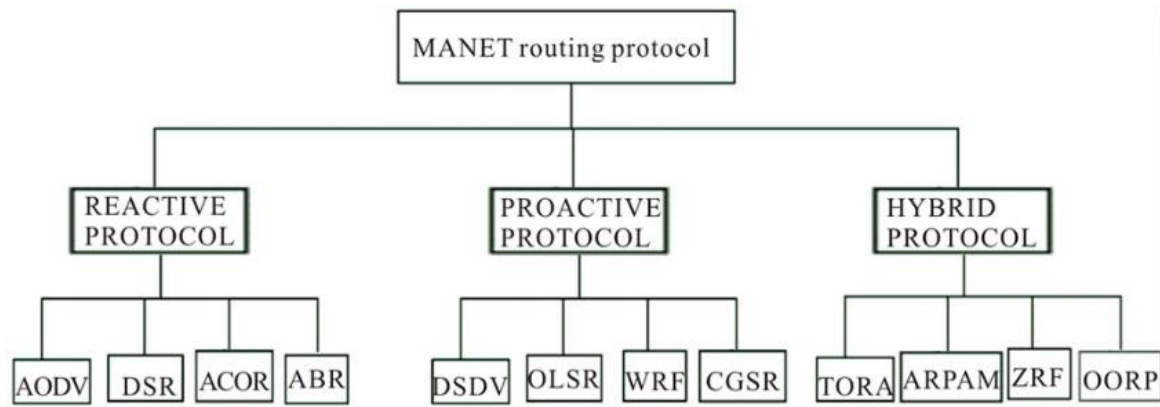 MANET routing protocol
REACTIVE
PROTOCOL
PROACTIVE
PROTOCOL
HYBRID
PROTOCOL
AODV
DSR
ACOR
ABR
DSDV
OLSR
WRF
CGSR
TORA
ARPAM
ZRF
OORP